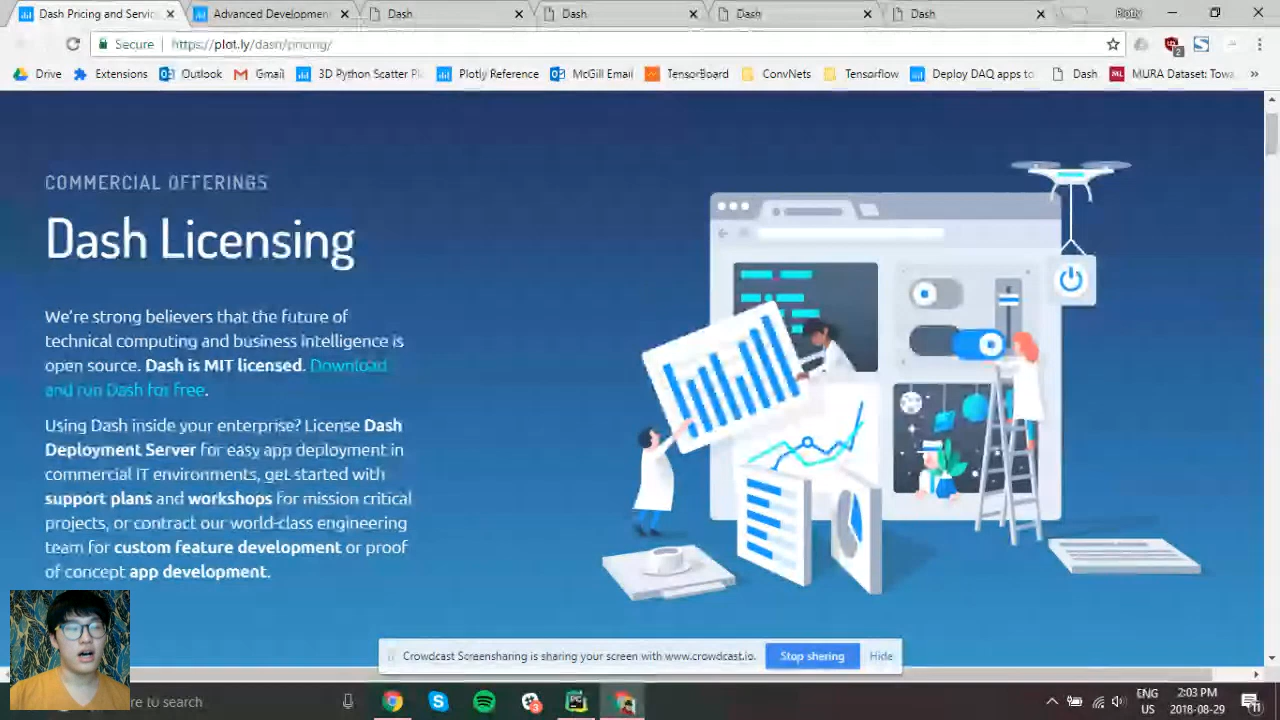 Dash Pricing and Servic
Advanced Development
Dash
Dash
Dash
Dash
Plotly
Secure
https://plot.ly/dash/pricing/
2
Drive
Extensions
Outlook
Gmail
3D Python Scatter Pl
Plotly Reference
McGill Email
TensorBoard
ConvNets
Tensorflow
Deploy DAQ apps to
Dash
MURA Dataset: Towa
COMMERCIAL OFFERINGS
Dash Licensing
We're strong believers that the future of
technical computing and business intelligence is
open source. Dash is MIT licensed. Download
and run Dash for free.
Using Dash inside your enterprise? License Dash
Deployment Server for easy app deployment in
commercial IT environments, get started with
support plans and workshops for mission critical
projects, or contract our world-class engineering
team for custom feature development or proof
of concept app development.
Crowdcast Screensharing is sharing your screen with www.crowdcast.io.
Stop sharing
Hide
re to search
3
ENG
US
2:03 PM
2018-08-29